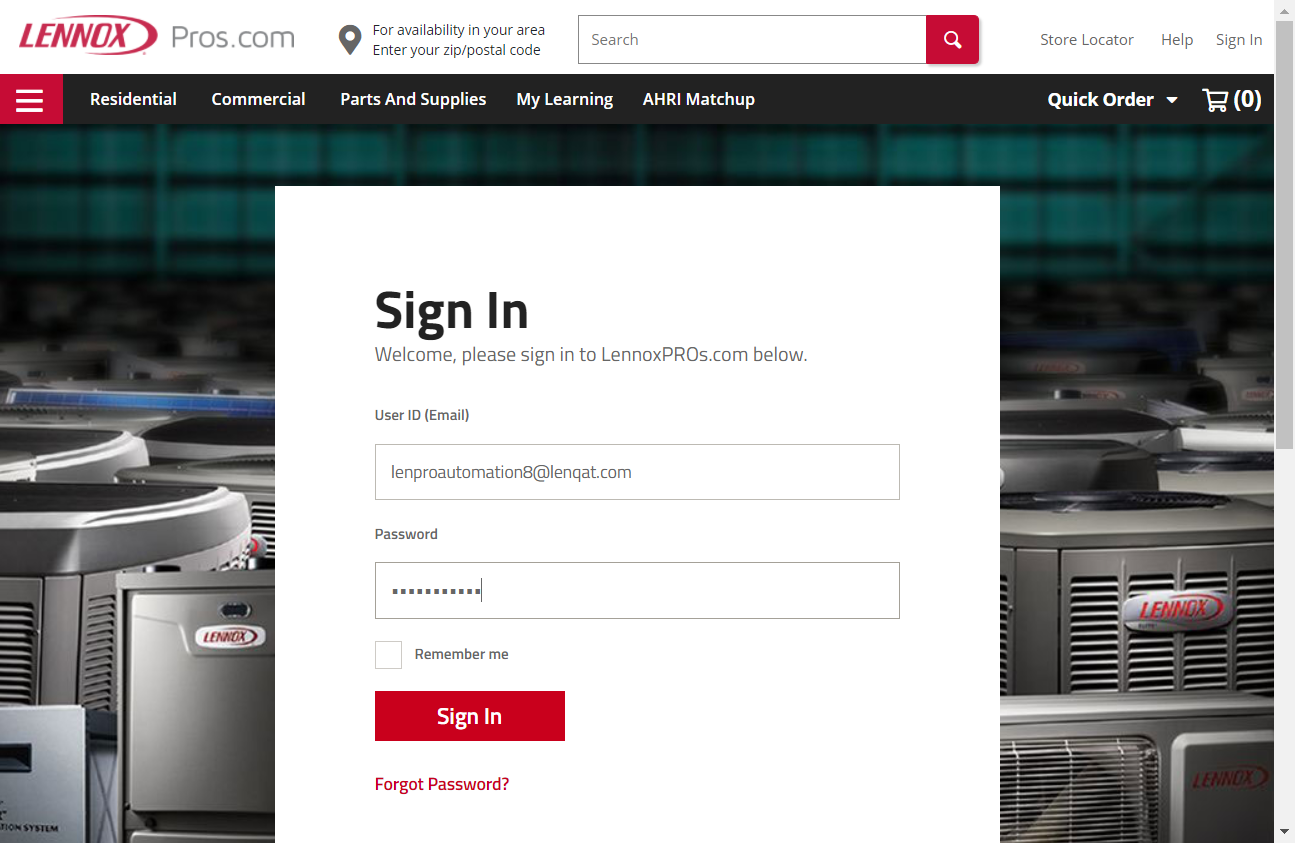 LENNOX Pros.com
For availability in your area
Enter your zip/postal code
Search
Store Locator
Help
Sign In
Residential
Commercial
Parts And Supplies
My Learning
AHRI Matchup
Quick Order
(0)
Sign In
Welcome, please sign in to LennoxPROs.com below.
User ID (Email)
lenproautomation8@lenqat.com
Password
Remember me
Sign In
Forgot Password?
LENNOX
LENNOX
LENNOX